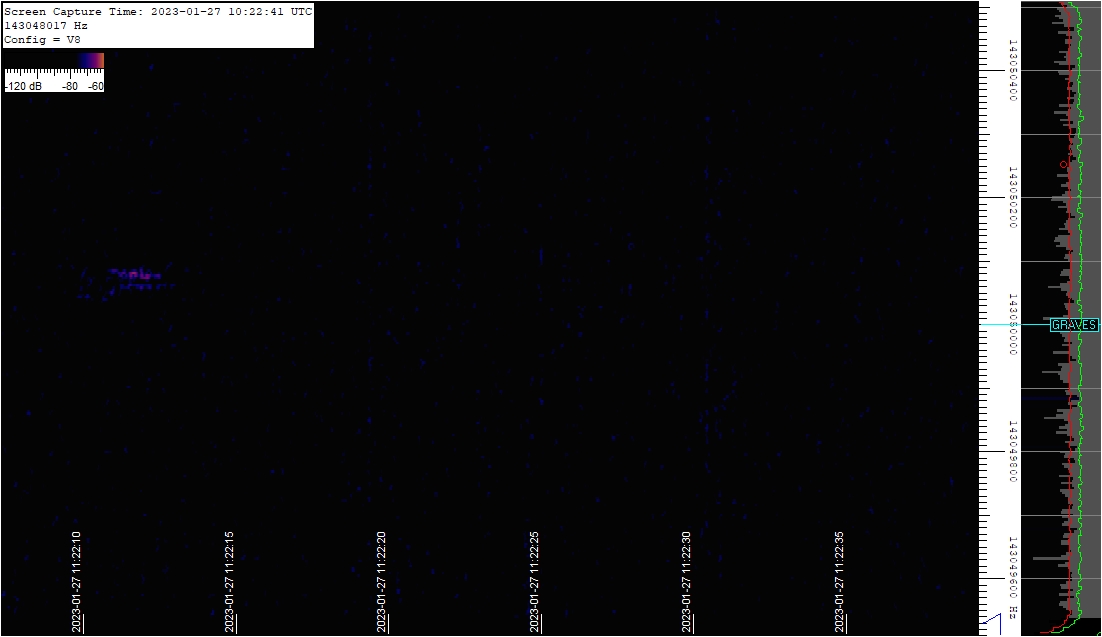 Screen Capture Time: 2023-01-27 10:22:41 UTC
143048017 Hz
Config = V8
-120 dB -80 -60
143050400
143050200
143050000
GRAVES
143049800
143049600 Hz
2023-01-27 11:22:10
2023-01-27 11:22:15
2023-01-27 11:22:20
2023-01-27 11:22:25
2023-01-27 11:22:30
2023-01-27 11:22:35